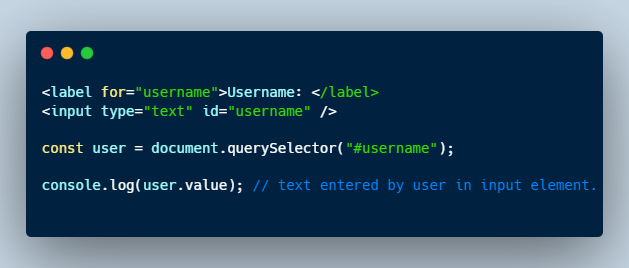 <label for="username">Username: </label>
<input type="text" id="username" />
const user = document.querySelector("#username");
console.log(user.value); // text entered by user in input element.